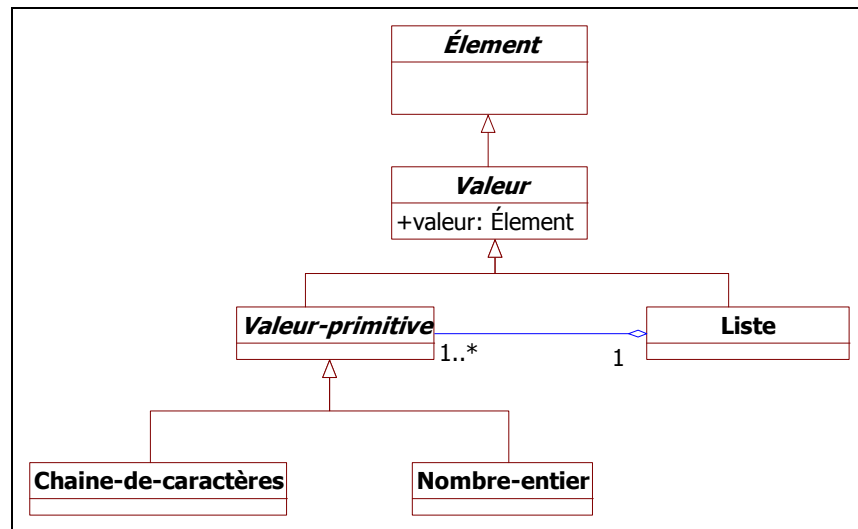 Élement
Valeur
+valeur: Élement
Valeur-primitive
Liste
1..*
1
Chaine-de-caractères
Nombre-entier